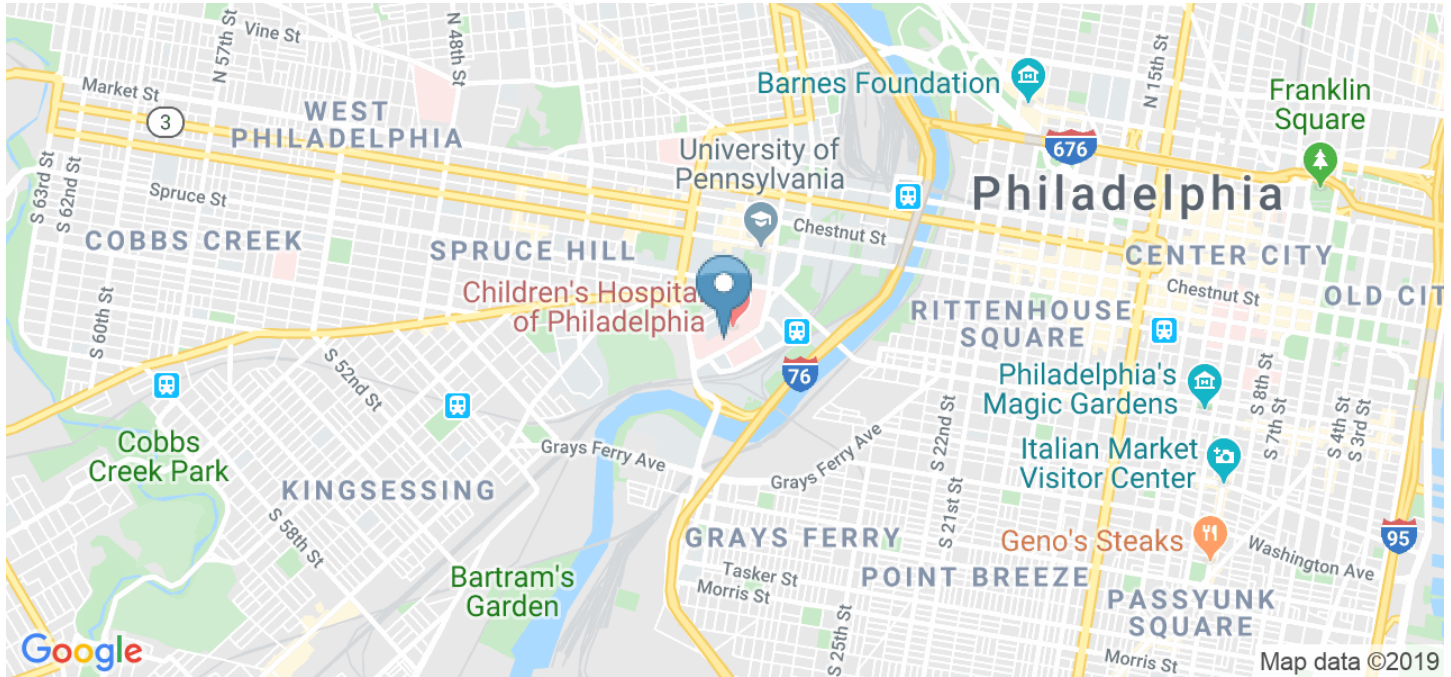 N 57th St
Vine St
N 48th St
Market St
3
WEST
PHILADELPHIA
Barnes Foundation
N 15th St
Franklin
Square
676
University of
Pennsylvania
Philadelphia
S 63rd St
S 62nd St
Spruce St
COBBS CREEK
SPRUCE HILL
Chestnut St
CENTER CITY
Chestnut St
OLD CIT
Children's Hospita
of Philadelphia
RITTENHOUSE
SQUARE
S 60th St
S 52nd St
76
Philadelphia's
Magic Gardens
S 8th St
S 7th St
S 4th St
S 3rd St
Cobbs
Creek Park
Grays Ferry Ave
Grays Ferry Ave
S 22nd St
S 21st St
Italian Market
Visitor Center
KINGSESSING
S 58th St
GRAYS FERRY
Geno's Steaks
95
Washington Ave
Bartram's
Garden
Tasker St
Morris St
POINT BREEZE
PASSYUNK
SQUARE
S 25th St
Morris St
Google
Map data ©2019